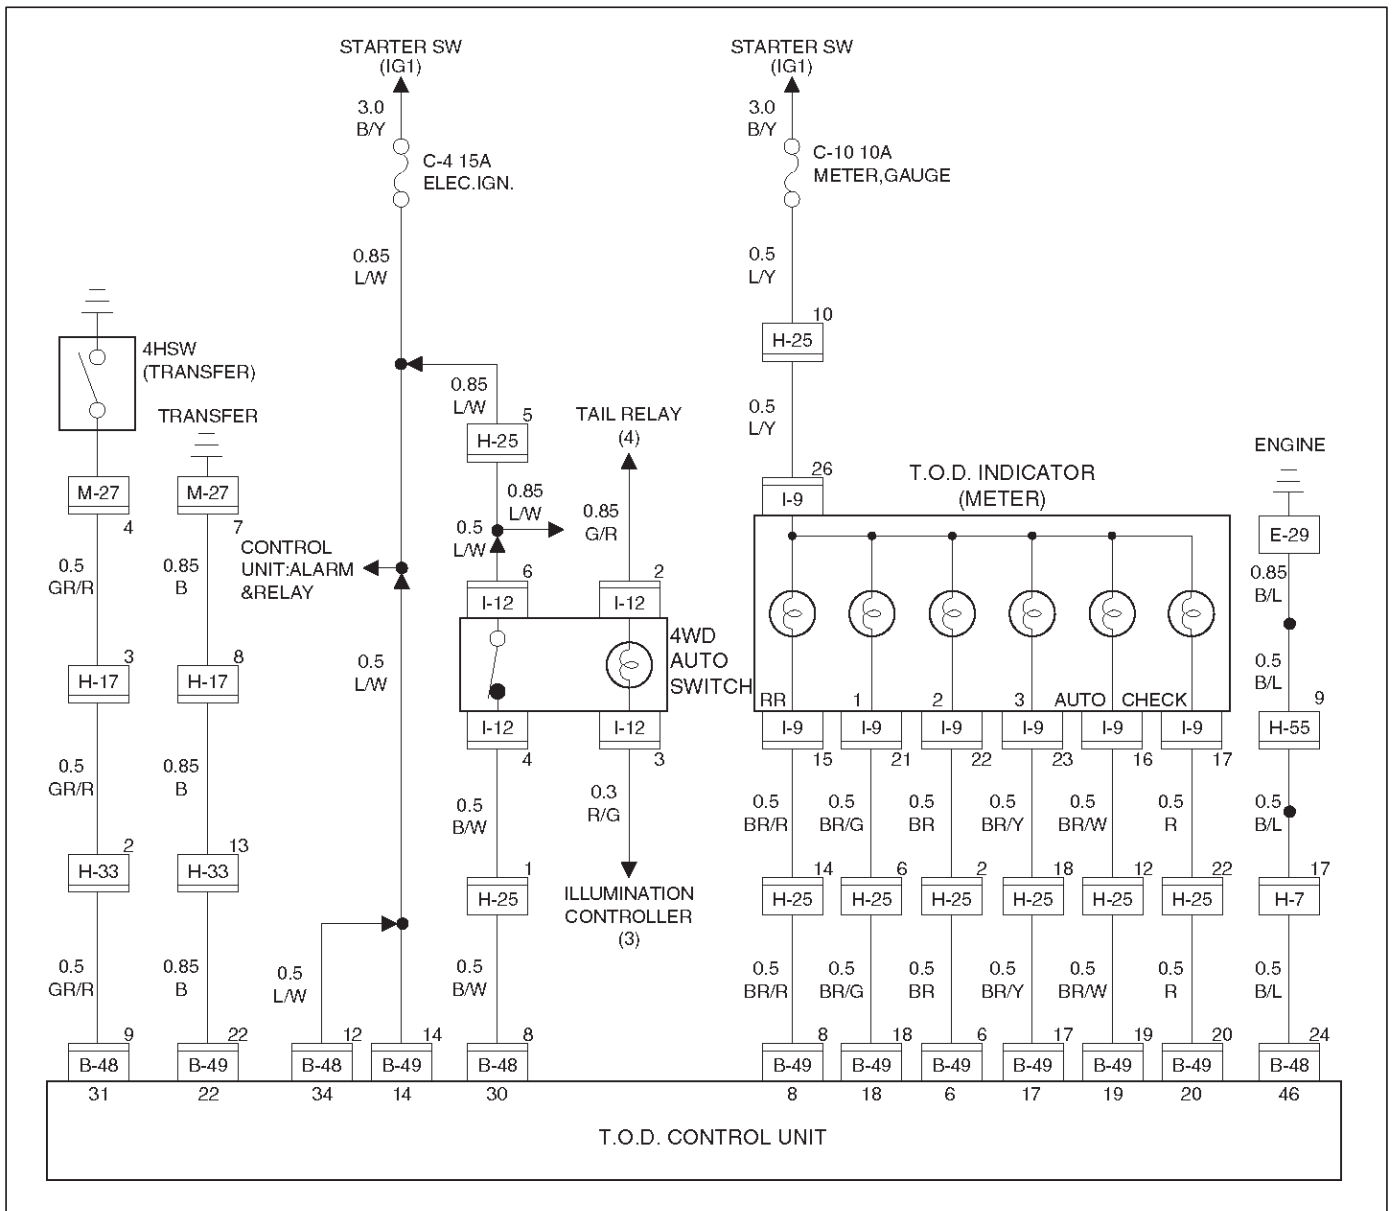 STARTER SW
(IG1)
STARTER SW
(IG1)
3.0
B/Y
3.0
B/Y
C-4 15A
ELEC.IGN.
C-10 10A
METER,GAUGE
0.85
L/W
0.5
L/Y
10
H-25
4HSW
(TRANSFER)
0.85
L/W
5
H-25
TRANSFER
TAIL RELAY
(4)
0.5
L/Y
ENGINE
26
I-9
T.O.D. INDICATOR
(METER)
M-27
4
M-27
7
0.85
L/W
0.5
L/W
0.85
G/R
E-29
CONTROL
UNIT:ALARM
&RELAY
0.5
GR/R
0.85
B
0.85
B/L
6
I-12
2
I-12
4WD
AUTO
SWITCH
3
H-17
8
H-17
0.5
L/W
0.5
B/L
RR
1
2
3
AUTO
CHECK
I-12
4
I-12
3
I-9
15
I-9
21
I-9
22
I-9
23
I-9
16
I-9
17
9
H-55
0.5
GR/R
0.85
B
0.5
B/W
0.3
R/G
0.5
BR/R
0.5
BR/G
0.5
BR
0.5
BR/Y
0.5
BR/W
0.5
R
0.5
B/L
2
H-33
13
H-33
1
H-25
ILLUMINATION
CONTROLLER
(3)
14
H-25
6
H-25
2
H-25
18
H-25
12
H-25
22
H-25
17
H-7
0.5
GR/R
0.85
B
0.5
L/W
0.5
B/W
0.5
BR/R
0.5
BR/G
0.5
BR
0.5
BR/Y
0.5
BR/W
0.5
R
0.5
B/L
9
B-48
22
B-49
12
B-48
14
B-49
8
B-48
8
B-49
18
B-49
6
B-49
17
B-49
19
B-49
20
B-49
24
B-48
31
22
34
14
30
8
18
6
17
19
20
46
T.O.D. CONTROL UNIT